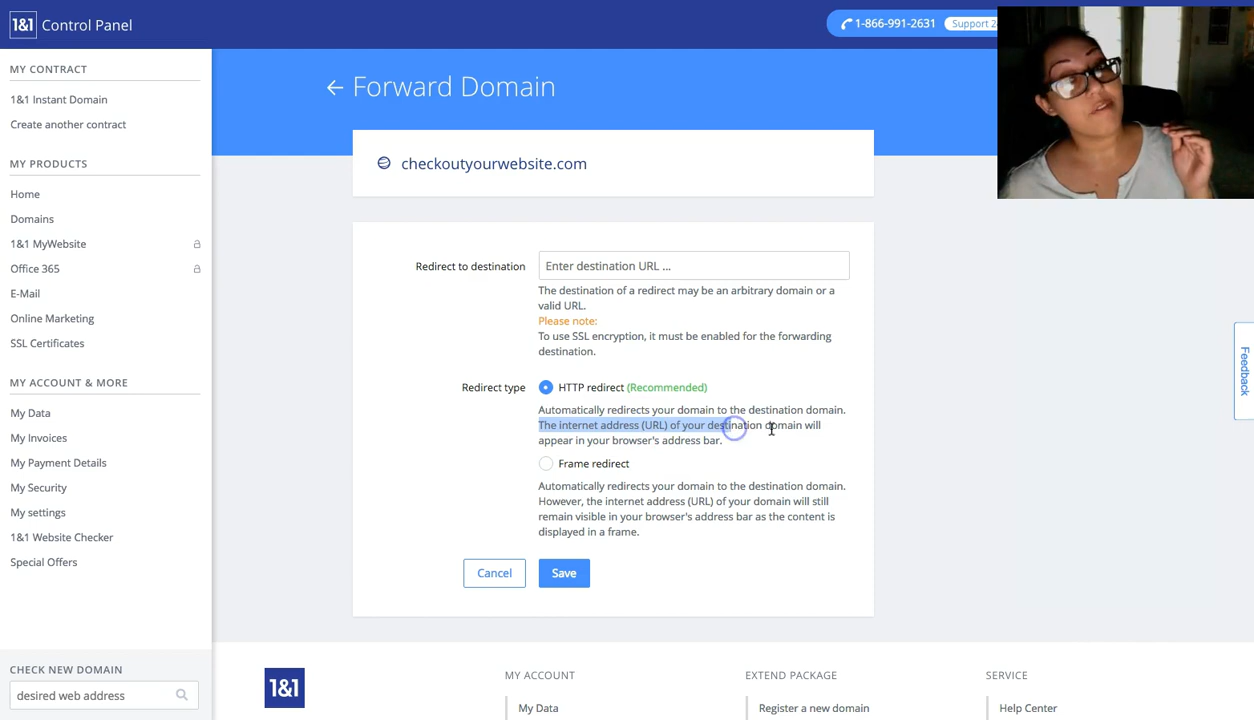 1&1 Control Panel
1-866-991-2631
Support 2
MY CONTRACT
1&1 Instant Domain
Create another contract
MY PRODUCTS
Home
Domains
1&1 MyWebsite
Office 365
E-Mail
Online Marketing
SSL Certificates
MY ACCOUNT & MORE
My Data
My Invoices
My Payment Details
My Security
My settings
1&1 Website Checker
Special Offers
CHECK NEW DOMAIN
desired web address
Forward Domain
checkoutyourwebsite.com
Redirect to destination
Enter destination URL ...
The destination of a redirect may be an arbitrary domain or a
valid URL.
Please note:
To use SSL encryption, it must be enabled for the forwarding
destination.
Redirect type
HTTP redirect (Recommended)
Automatically redirects your domain to the destination domain.
The internet address (URL) of your destination domain will
appear in your browser's address bar.
Frame redirect
Automatically redirects your domain to the destination domain.
However, the internet address (URL) of your domain will still
remain visible in your browser's address bar as the content is
displayed in a frame.
Cancel
Save
Feedback
1&1
MY ACCOUNT
My Data
EXTEND PACKAGE
Register a new domain
SERVICE
Help Center